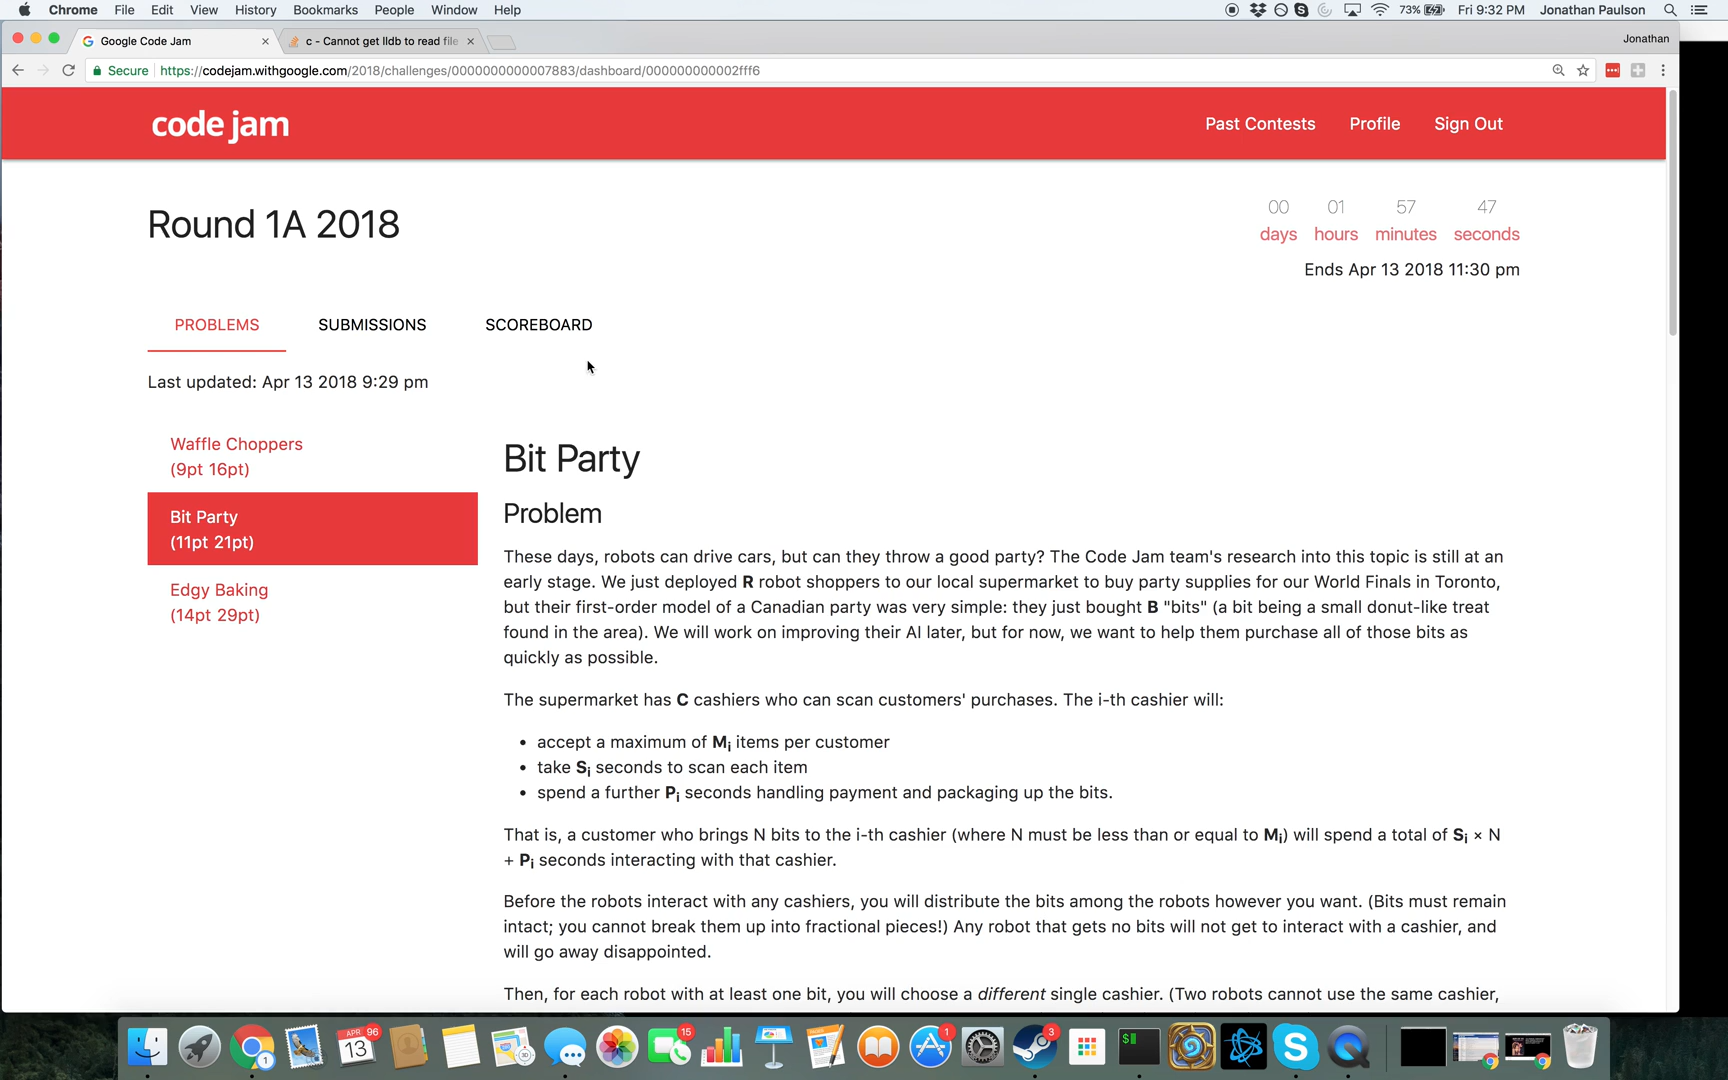 Chrome File Edit View History Bookmarks People Window Help 73% Fri 9:32 PM Jonathan Paulson
Google Code Jam × c - Cannot get lldb to read file × Jonathan
Secure https://codejam.withgoogle.com/2018/challenges/0000000000007883/dashboard/000000000002fff6
code jam Past Contests Profile Sign Out
Round 1A 2018
00 01 57 47
days hours minutes seconds
Ends Apr 13 2018 11:30 pm
PROBLEMS SUBMISSIONS SCOREBOARD
Last updated: Apr 13 2018 9:29 pm
Waffle Choppers
(9pt 16pt)
Bit Party
(11pt 21pt)
Edgy Baking
(14pt 29pt)
Bit Party
Problem
These days, robots can drive cars, but can they throw a good party? The Code Jam team's research into this topic is still at an
early stage. We just deployed R robot shoppers to our local supermarket to buy party supplies for our World Finals in Toronto,
but their first-order model of a Canadian party was very simple: they just bought B "bits" (a bit being a small donut-like treat
found in the area). We will work on improving their AI later, but for now, we want to help them purchase all of those bits as
quickly as possible.
The supermarket has C cashiers who can scan customers' purchases. The i-th cashier will:
• accept a maximum of Mi items per customer
• take Si seconds to scan each item
• spend a further Pi seconds handling payment and packaging up the bits.
That is, a customer who brings N bits to the i-th cashier (where N must be less than or equal to Mi) will spend a total of Si × N
+ Pi seconds interacting with that cashier.
Before the robots interact with any cashiers, you will distribute the bits among the robots however you want. (Bits must remain
intact; you cannot break them up into fractional pieces!) Any robot that gets no bits will not get to interact with a cashier, and
will go away disappointed.
Then, for each robot with at least one bit, you will choose a different single cashier. (Two robots cannot use the same cashier,
1 APR 96 13 3D 15 1 3 $